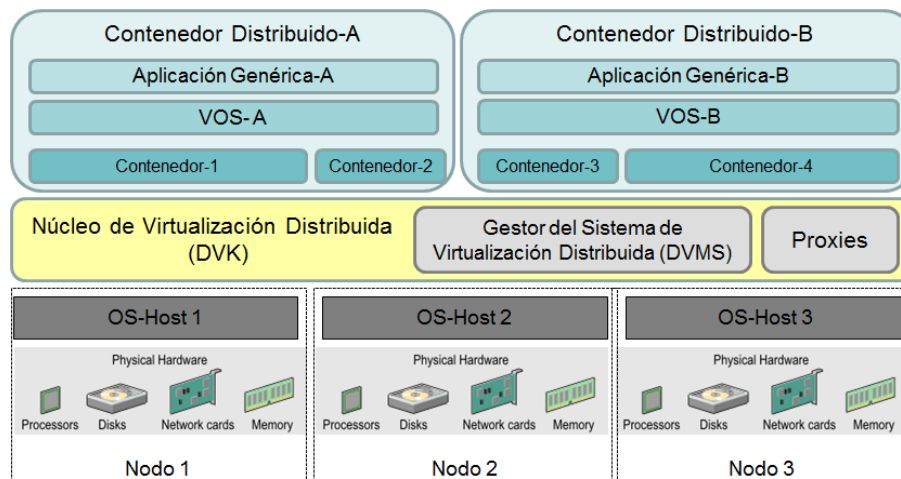 Contenedor Distribuido-A
Aplicación Genérica-A
VOS- A
Contenedor-1
Contenedor-2
Contenedor Distribuido-B
Aplicación Genérica-B
VOS-B
Contenedor-3
Contenedor-4
Núcleo de Virtualización Distribuida
(DVK)
Gestor del Sistema de
Virtualización Distribuida (DVMS)
Proxies
OS-Host 1
Physical Hardware
Processors
Disks
Network cards
Memory
Nodo 1
OS-Host 2
Physical Hardware
Processors
Disks
Network cards
Memory
Nodo 2
OS-Host 3
Physical Hardware
Processors
Disks
Network cards
Memory
Nodo 3